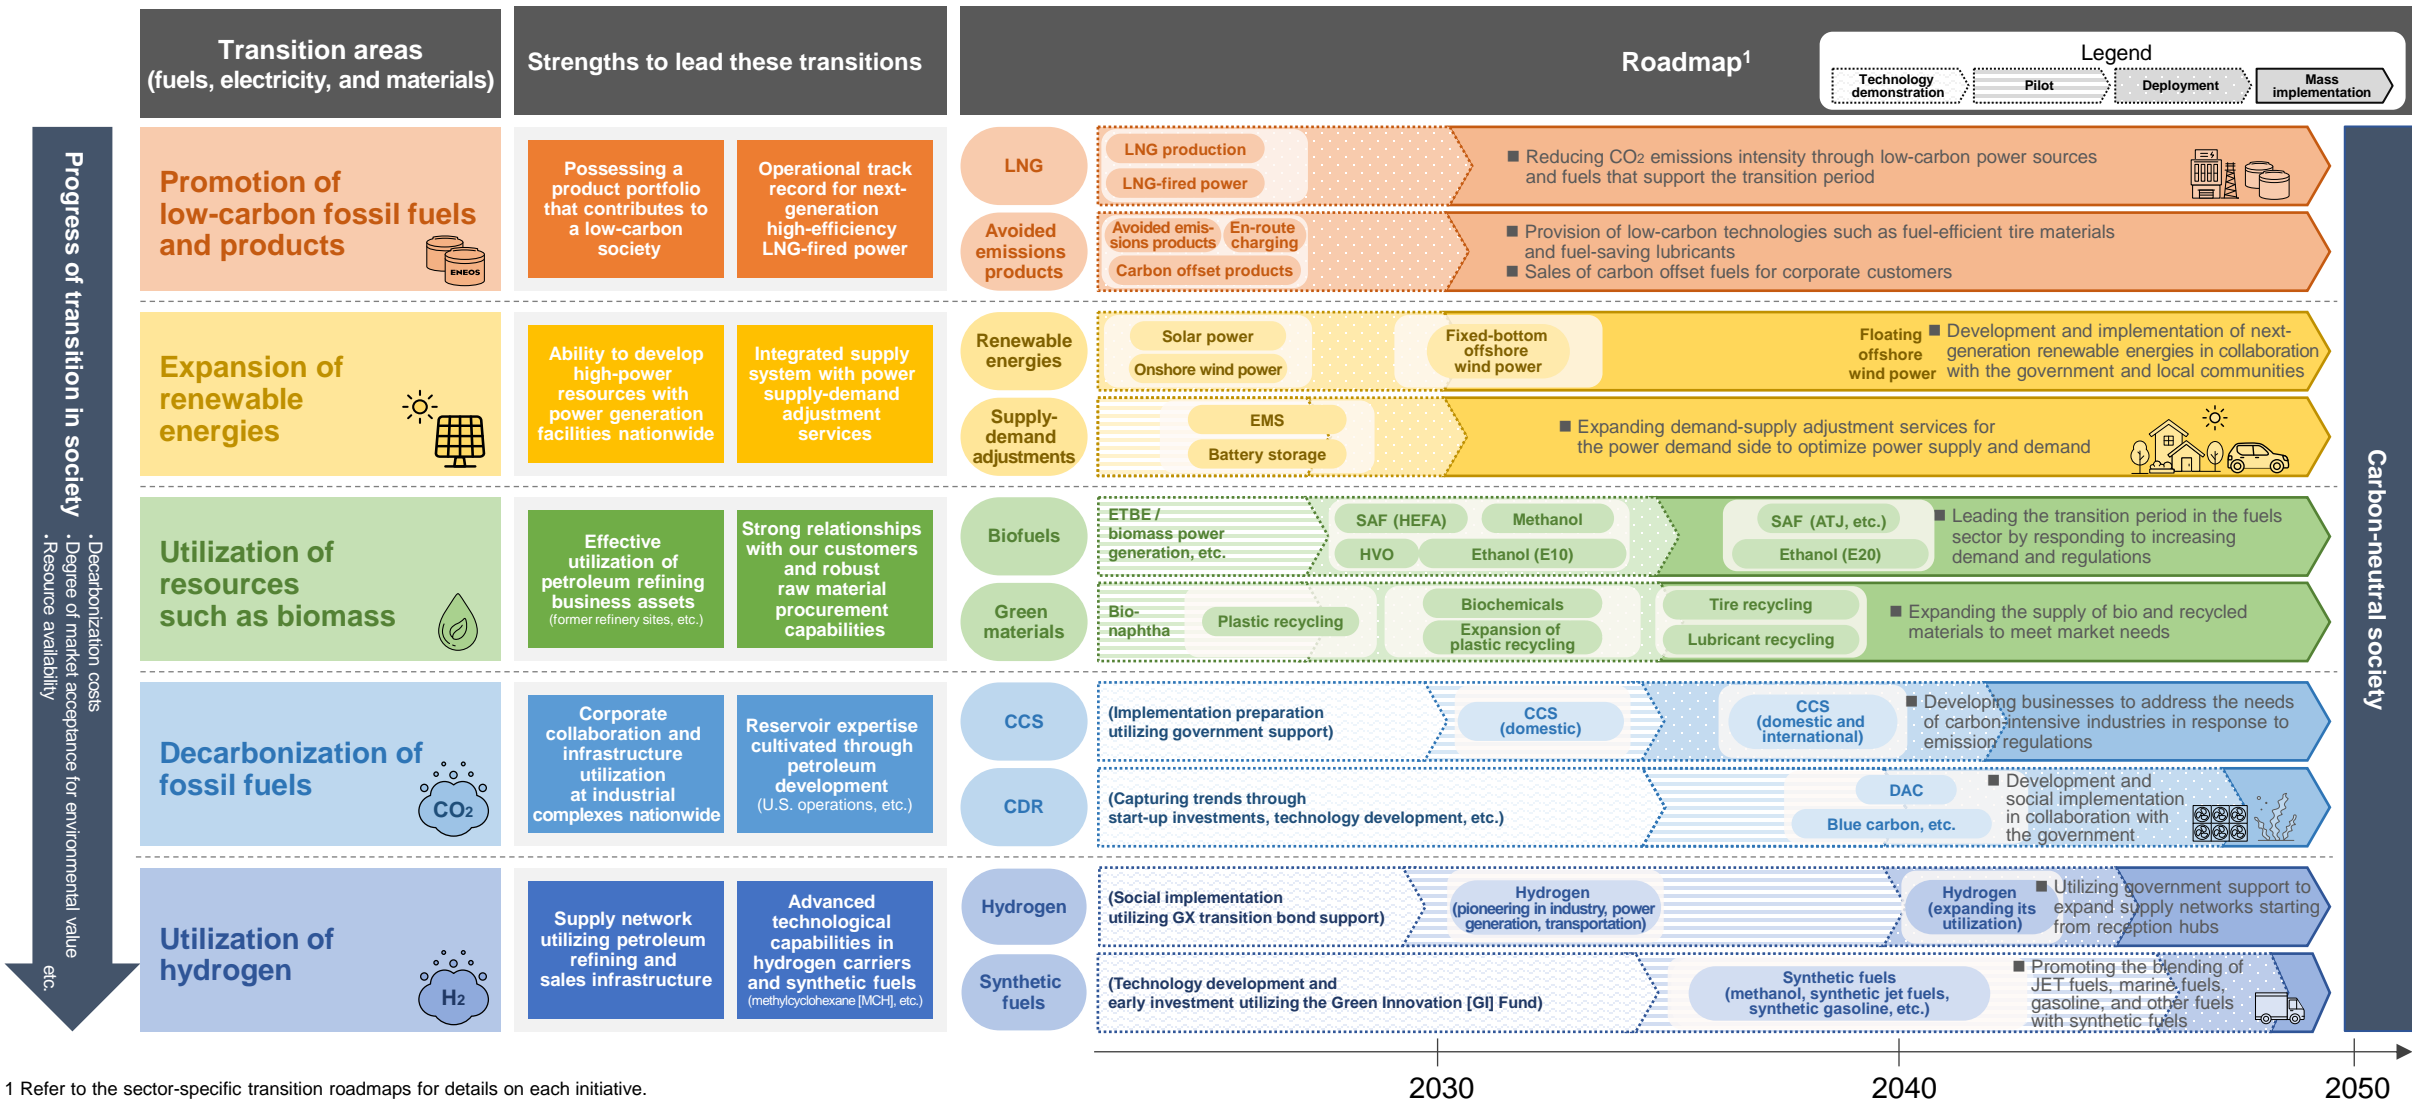 Transition areas
(fuels, electricity, and materials)
Strengths to lead these transitions
Roadmap1
Legend
Technology
demonstration
Pilot
Deployment
Mass
implementation
Progress of transition in society
.Decarbonization costs
.Degree of market acceptance for environmental value
.Resource availability
etc.
Promotion of
low-carbon fossil fuels
and products
ENEOS
Possessing a
product portfolio
that contributes to
a low-carbon
society
Operational track
record for next-
generation
high-efficiency
LNG-fired power
LNG
LNG production
LNG-fired power
■ Reducing CO2 emissions intensity through low-carbon power sources
and fuels that support the transition period
Avoided
emissions
products
Avoided emis-
sions products
En-route
charging
Carbon offset products
■ Provision of low-carbon technologies such as fuel-efficient tire materials
and fuel-saving lubricants
■ Sales of carbon offset fuels for corporate customers
Expansion of
renewable
energies
Ability to develop
high-power
resources with
power generation
facilities nationwide
Integrated supply
system with power
supply-demand
adjustment
services
Renewable
energies
Solar power
Onshore wind power
Fixed-bottom
offshore
wind power
Floating
offshore
wind power
■ Development and implementation of next-
generation renewable energies in collaboration
with the government and local communities
Supply-
demand
adjustments
EMS
Battery storage
■ Expanding demand-supply adjustment services for
the power demand side to optimize power supply and demand
Utilization of
resources
such as biomass
Effective
utilization of
petroleum refining
business assets
(former refinery sites, etc.)
Strong relationships
with our customers
and robust
raw material
procurement
capabilities
Biofuels
ETBE /
biomass power
generation, etc.
SAF (HEFA)
Methanol
HVO
Ethanol (E10)
SAF (ATJ, etc.)
Ethanol (E20)
■ Leading the transition period in the fuels
sector by responding to increasing
demand and regulations
Green
materials
Bio-
naphtha
Plastic recycling
Biochemicals
Expansion of
plastic recycling
Tire recycling
Lubricant recycling
■ Expanding the supply of bio and recycled
materials to meet market needs
Decarbonization of
fossil fuels
CO2
Corporate
collaboration and
infrastructure
utilization
at industrial
complexes nationwide
Reservoir expertise
cultivated through
petroleum
development
(U.S. operations, etc.)
CCS
(Implementation preparation
utilizing government support)
CCS
(domestic)
CCS
(domestic and
international)
■ Developing businesses to address the needs
of carbon-intensive industries in response to
emission regulations
CDR
(Capturing trends through
start-up investments, technology development, etc.)
DAC
Blue carbon, etc.
■ Development and
social implementation
in collaboration with
the government
Utilization of
hydrogen
H2
Supply network
utilizing petroleum
refining and
sales infrastructure
Advanced
technological
capabilities in
hydrogen carriers
and synthetic fuels
(methylcyclohexane [MCH], etc.)
Hydrogen
(Social implementation
utilizing GX transition bond support)
Hydrogen
(pioneering in industry, power
generation, transportation)
Hydrogen
(expanding its
utilization)
■ Utilizing government support to
expand supply networks starting
from reception hubs
Synthetic
fuels
(Technology development and
early investment utilizing the Green Innovation [GI] Fund)
Synthetic fuels
(methanol, synthetic jet fuels,
synthetic gasoline, etc.)
■ Promoting the blending of
JET fuels, marine fuels,
gasoline, and other fuels
with synthetic fuels
Carbon-neutral society
2030
2040
2050
1 Refer to the sector-specific transition roadmaps for details on each initiative.